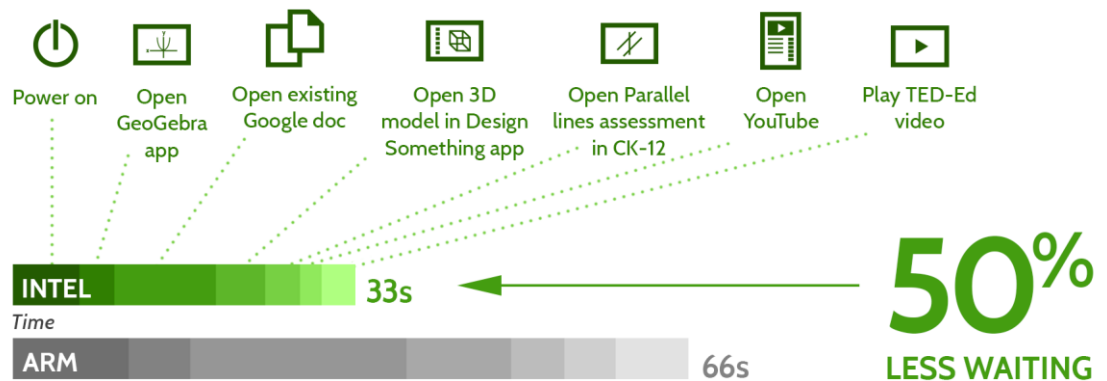 Power on
Open
GeoGebra
app
Open existing
Google doc
Open 3D
model in Design
Something app
Open Parallel
lines assessment
in CK-12
Open
YouTube
Play TED-Ed
video
INTEL
33s
Time
ARM
66s
50%
LESS WAITING